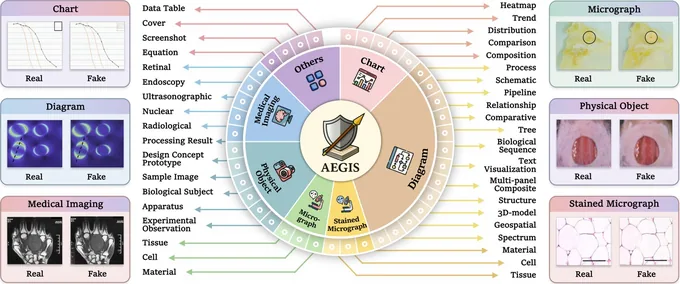 Chart
Real
Fake
Diagram
Real
Fake
Medical Imaging
Real
Fake
Data Table
Cover
Screenshot
Equation
Retinal
Endoscopy
Ultrasonographic
Nuclear
Radiological
Processing Result
Design Concept
Prototype
Sample Image
Biological Subject
Apparatus
Experimental
Observation
Tissue
Cell
Material
Others
Chart
Medical
Imaging
Diagram
Physical
Object
Micro-
graph
Stained
Micrograph
AEGIS
Heatmap
Trend
Distribution
Comparison
Composition
Process
Schematic
Pipeline
Relationship
Comparative
Tree
Biological
Sequence
Text
Visualization
Multi-panel
Composite
Structure
3D-model
Geospatial
Spectrum
Material
Cell
Tissue
Micrograph
Real
Fake
Physical Object
Real
Fake
Stained Micrograph
Real
Fake